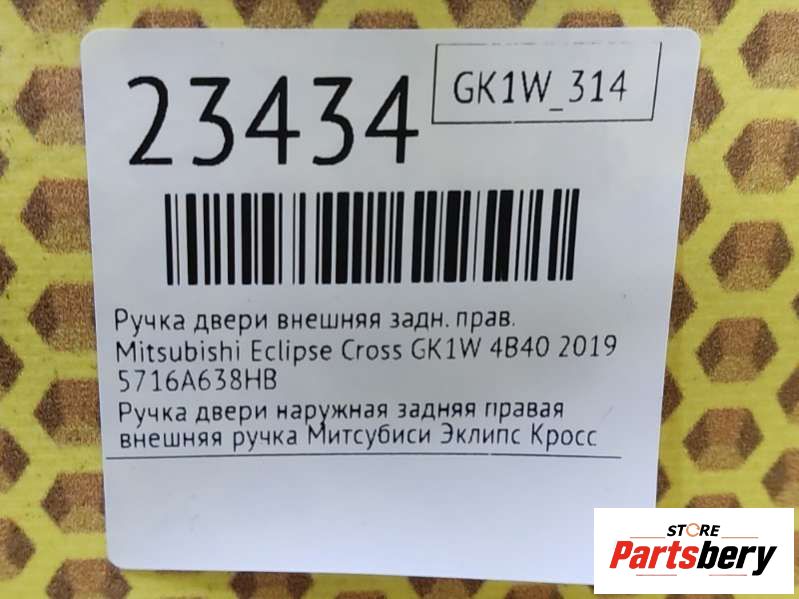 23434
GK1W_314
Ручка двери внешняя задн. прав.
Mitsubishi Eclipse Cross GK1W 4B40 2019
5716A638HB
Ручка двери наружная задняя правая
внешняя ручка Митсубиси Эклипс Кросс
STORE
Partsbery